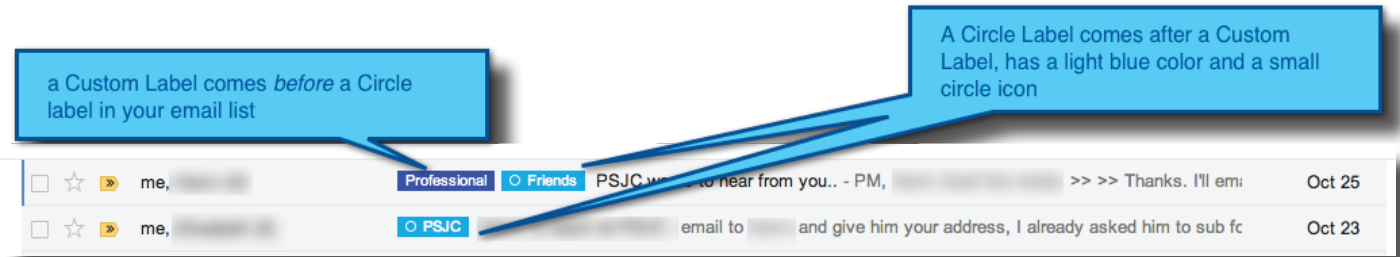 A Circle Label comes after a Custom
Label, has a light blue color and a small
circle icon
a Custom Label comes before a Circle
label in your email list
me, Professional Friends PSJC to hear from you.. - PM, >> >> Thanks. I'll Oct 25
me, PSJC email to and give him your address, I already asked him to sub Oct 23